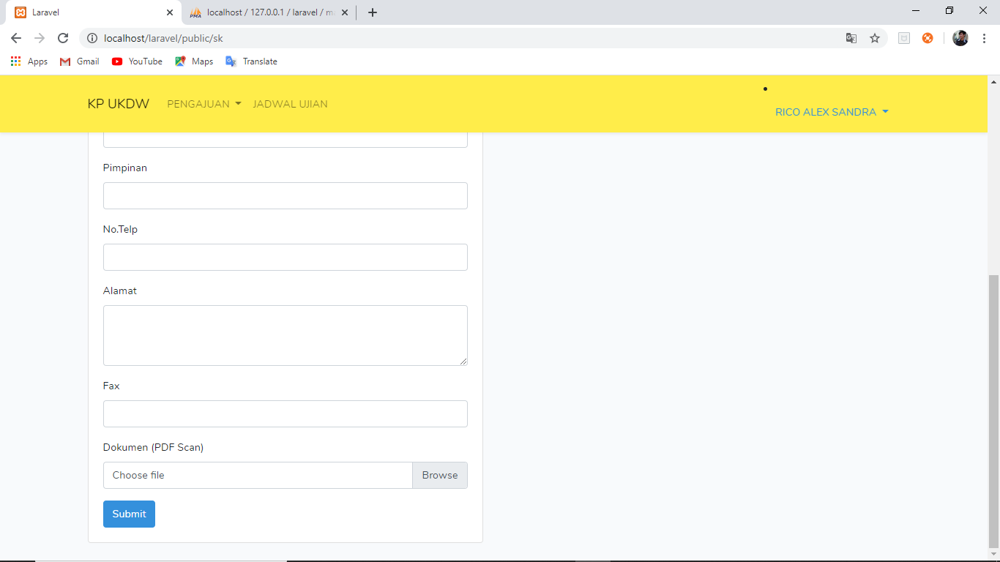 Laravel
localhost / 127.0.0.1 / laravel / m
localhost/laravel/public/sk
Apps Gmail YouTube Maps Translate
KP UKDW PENGAJUAN JADWAL UJIAN
RICO ALEX SANDRA
Pimpinan
No.Telp
Alamat
Fax
Dokumen (PDF Scan)
Choose file Browse
Submit